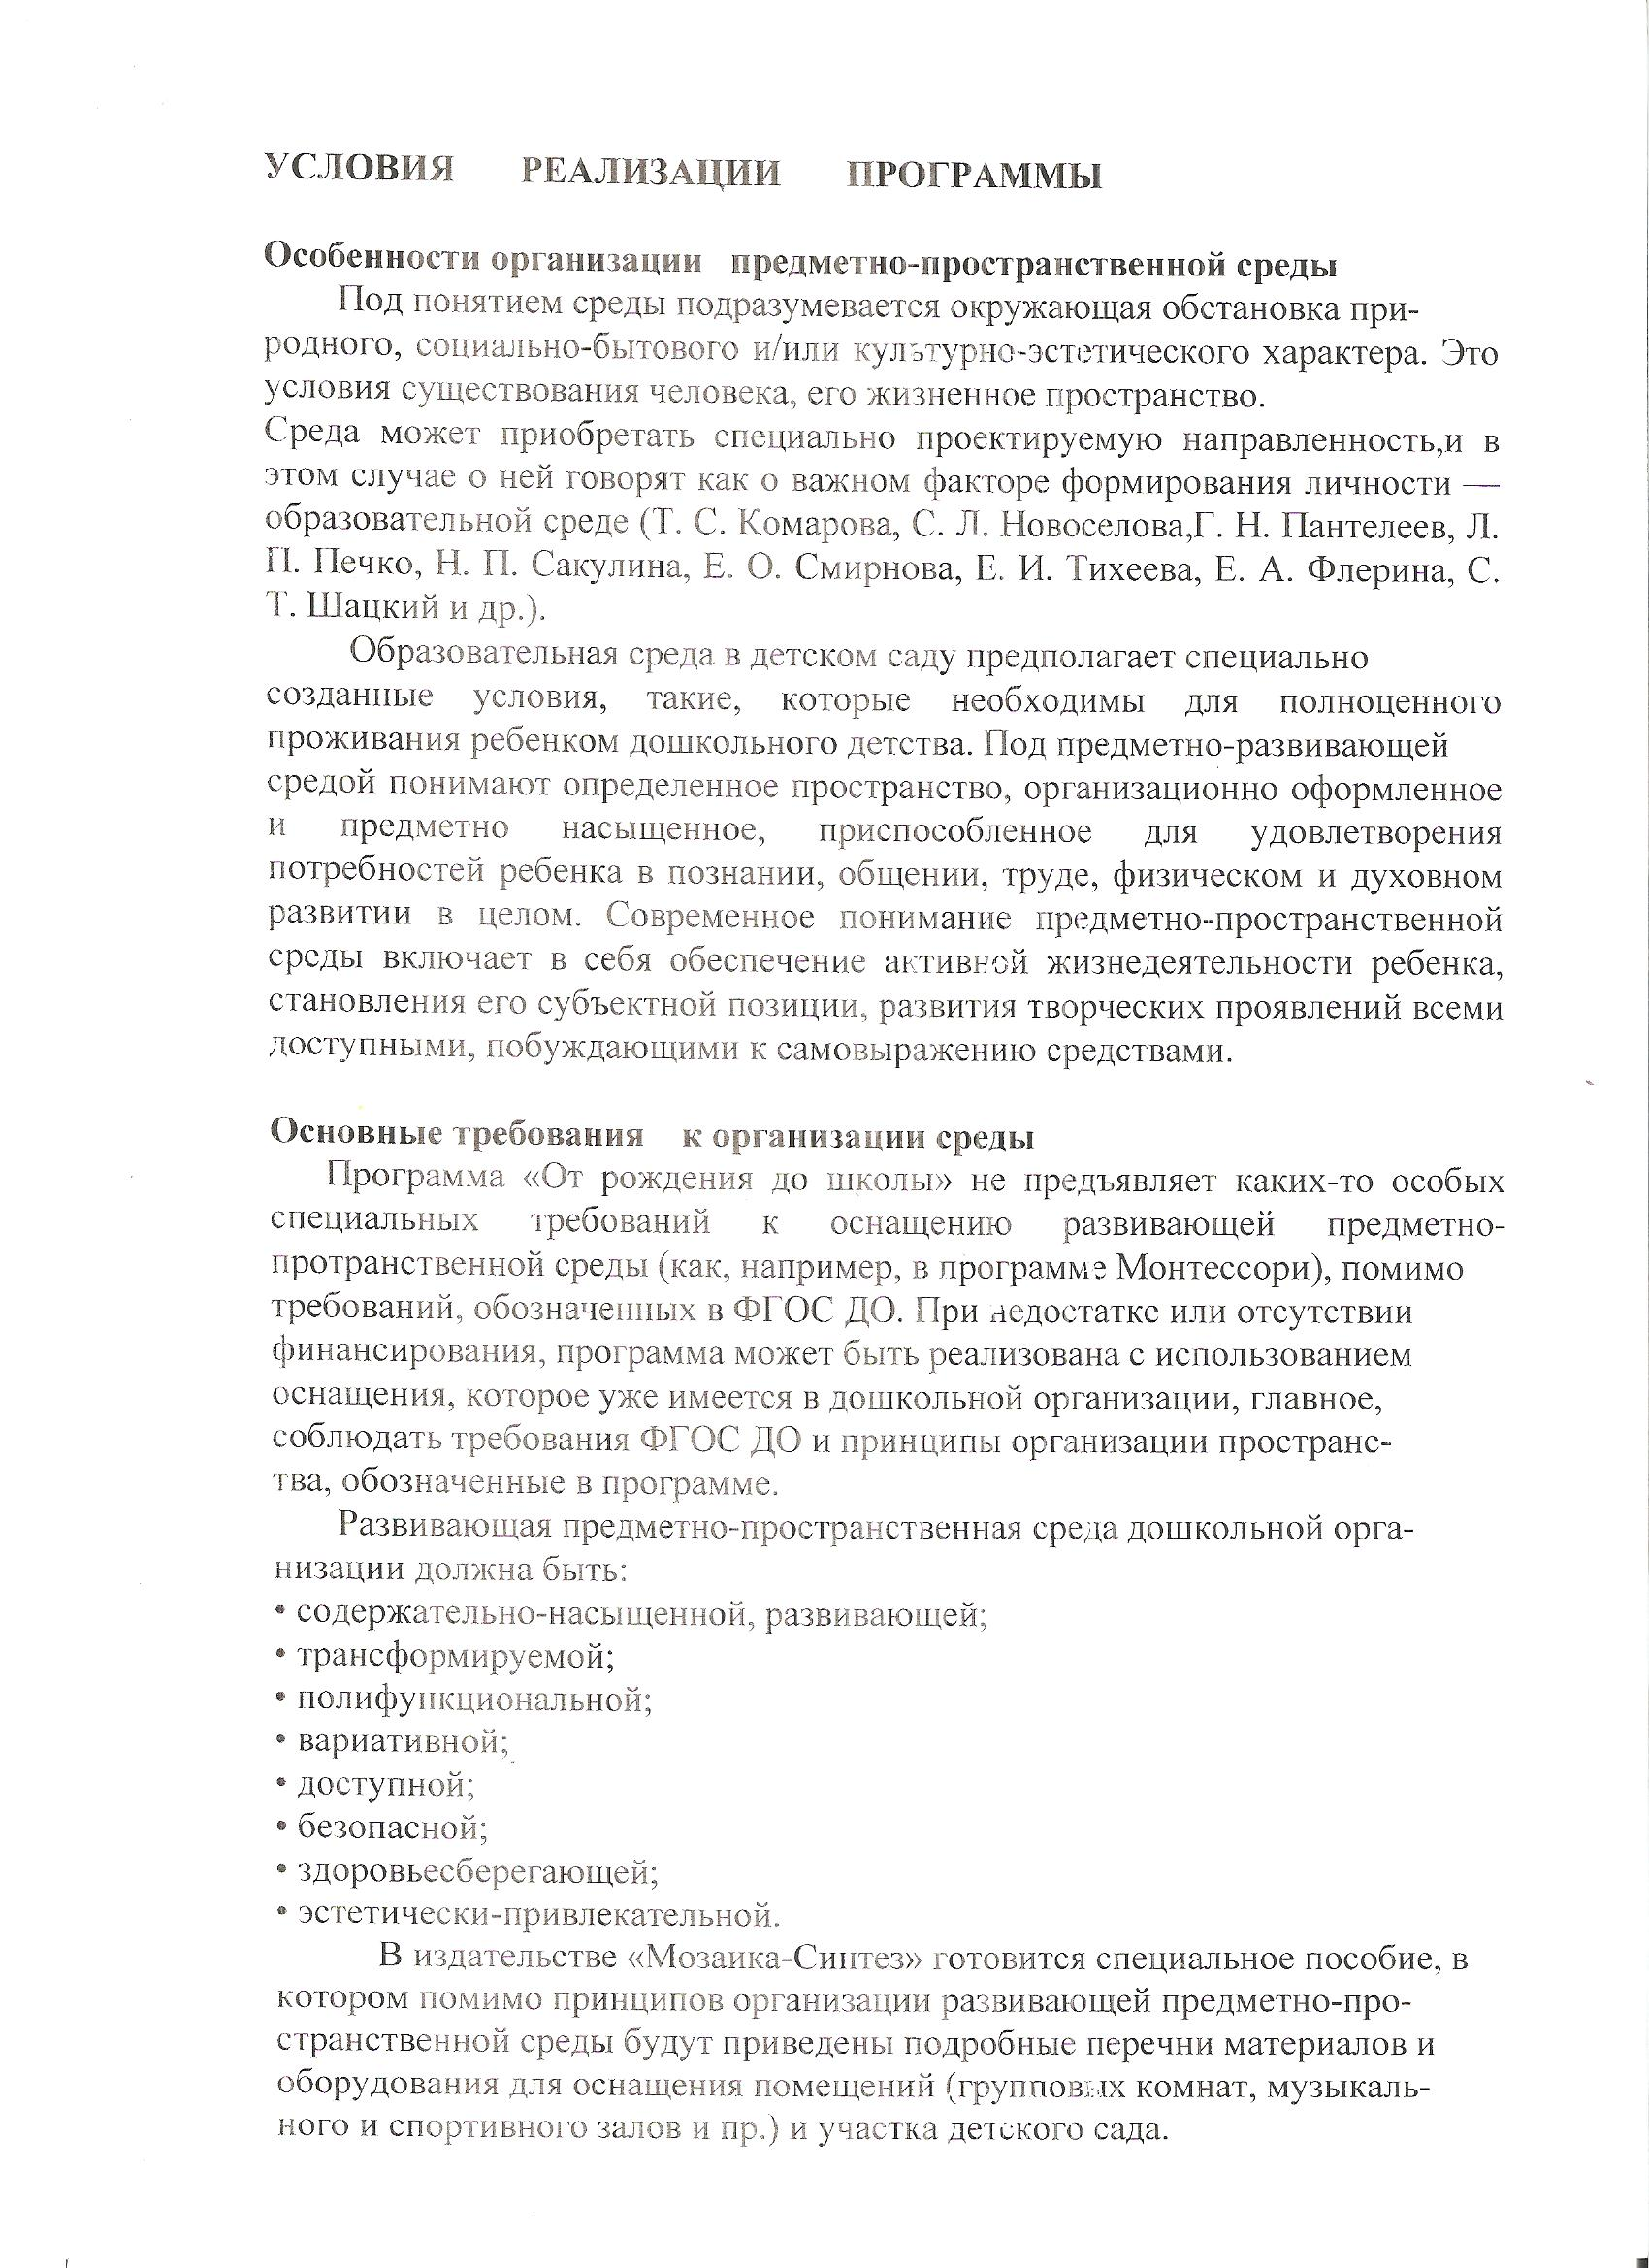 УСЛОВИЯ РЕАЛИЗАЦИИ ПРОГРАММЫ
Особенности организации предметно-пространственной среды
Под понятием среды подразумевается окружающая обстановка при-
родного, социально-бытового и/или культурно-эстетического характера. Это
условия существования человека, его жизненное пространство.
Среда может приобретать специально проектируемую направленность,и в
этом случае о ней говорят как о важном факторе формирования личности —
образовательной среде (Т. С. Комарова, С. Л. Новоселова,Г. Н. Пантелеев, Л.
П. Печко, Н. П. Сакулина, Е. О. Смирнова, Е. И. Тихеева, Е. А. Флерина, С.
Т. Шацкий и др.).
Образовательная среда в детском саду предполагает специально
созданные условия, такие, которые необходимы для полноценного
проживания ребенком дошкольного детства. Под предметно-развивающей
средой понимают определенное пространство, организационно оформленное
и предметно насыщенное, приспособленное для удовлетворения
потребностей ребенка в познании, общении, труде, физическом и духовном
развитии в целом. Современное понимание предметно-пространственной
среды включает в себя обеспечение активной жизнедеятельности ребенка,
становления его субъектной позиции, развития творческих проявлений всеми
доступными, побуждающими к самовыражению средствами.
Основные требования к организации среды
Программа «От рождения до школы» не предъявляет каких-то особых
специальных требований к оснащению развивающей предметно-
протранственной среды (как, например, в программе Монтессори), помимо
требований, обозначенных в ФГОС ДО. При недостатке или отсутствии
финансирования, программа может быть реализована с использованием
оснащения, которое уже имеется в дошкольной организации, главное,
соблюдать требования ФГОС ДО и принципы организации пространс-
тва, обозначенные в программе.
Развивающая предметно-пространственная среда дошкольной орга-
низации должна быть:
• содержательно-насыщенной, развивающей;
• трансформируемой;
• полифункциональной;
• вариативной;
• доступной;
• безопасной;
• здоровьесберегающей;
• эстетически-привлекательной.
В издательстве «Мозаика-Синтез» готовится специальное пособие, в
котором помимо принципов организации развивающей предметно-про-
странственной среды будут приведены подробные перечни материалов и
оборудования для оснащения помещений (групповых комнат, музыкаль-
ного и спортивного залов и пр.) и участка детского сада.